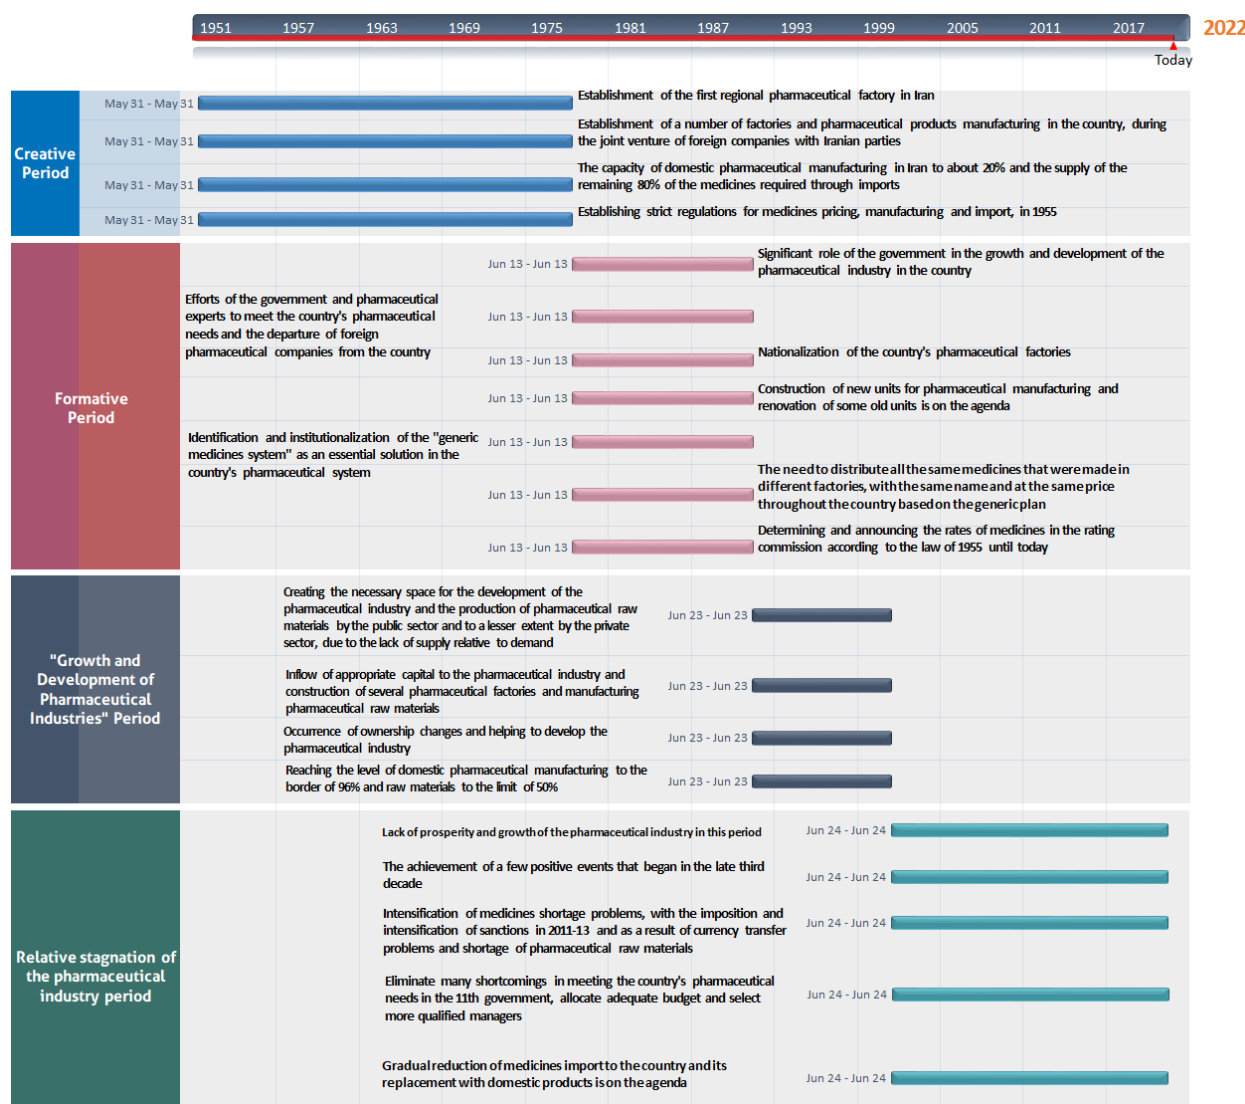 1951 1957 1963 1969 1975 1981 1987 1993 1999 2005 2011 2017 2022
Today
Creative
Period
May 31 - May 31
Establishment of the first regional pharmaceutical factory in Iran
May 31 - May 31
Establishment of a number of factories and pharmaceutical products manufacturing in the country, during
the joint venture of foreign companies with Iranian parties
May 31 - May 31
The capacity of domestic pharmaceutical manufacturing in Iran to about 20% and the supply of the
remaining 80% of the medicines required through imports
May 31 - May 31
Establishing strict regulations for medicines pricing, manufacturing and import, in 1955
Formative
Period
Jun 13 - Jun 13
Significant role of the government in the growth and development of the
pharmaceutical industry in the country
Efforts of the government and pharmaceutical
experts to meet the country's pharmaceutical
needs and the departure of foreign
pharmaceutical companies from the country
Jun 13 - Jun 13
Jun 13 - Jun 13
Nationalization of the country's pharmaceutical factories
Jun 13 - Jun 13
Construction of new units for pharmaceutical manufacturing and
renovation of some old units is on the agenda
Identification and institutionalization of the "generic
medicines system" as an essential solution in the
country's pharmaceutical system
Jun 13 - Jun 13
Jun 13 - Jun 13
The need to distribute all the same medicines that were made in
different factories, with the same name and at the same price
throughout the country based on the generic plan
Jun 13 - Jun 13
Determining and announcing the rates of medicines in the rating
commission according to the law of 1955 until today
"Growth and
Development of
Pharmaceutical
Industries" Period
Creating the necessary space for the development of the
pharmaceutical industry and the production of pharmaceutical raw
materials by the public sector and to a lesser extent by the private
sector, due to the lack of supply relative to demand
Jun 23 - Jun 23
Inflow of appropriate capital to the pharmaceutical industry and
construction of several pharmaceutical factories and manufacturing
pharmaceutical raw materials
Jun 23 - Jun 23
Occurrence of ownership changes and helping to develop the
pharmaceutical industry
Jun 23 - Jun 23
Reaching the level of domestic pharmaceutical manufacturing to the
border of 96% and raw materials to the limit of 50%
Jun 23 - Jun 23
Relative stagnation of
the pharmaceutical
industry period
Lack of prosperity and growth of the pharmaceutical industry in this period
Jun 24 - Jun 24
The achievement of a few positive events that began in the late third
decade
Jun 24 - Jun 24
Intensification of medicines shortage problems, with the imposition and
intensification of sanctions in 2011-13 and as a result of currency transfer
problems and shortage of pharmaceutical raw materials
Jun 24 - Jun 24
Eliminate many shortcomings in meeting the country's pharmaceutical
needs in the 11th government, allocate adequate budget and select
more qualified managers
Jun 24 - Jun 24
Gradual reduction of medicines import to the country and its
replacement with domestic products is on the agenda
Jun 24 - Jun 24